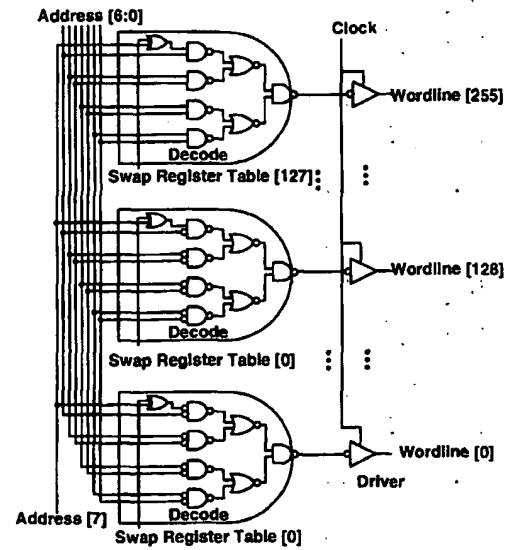 Address [6:0]
Clock
Wordline [255]
Decode
Swap Register Table [127]
Wordline [128]
Decode
Swap Register Table [0]
Wordline [0]
Driver
Address [7]
Decode
Swap Register Table [0]